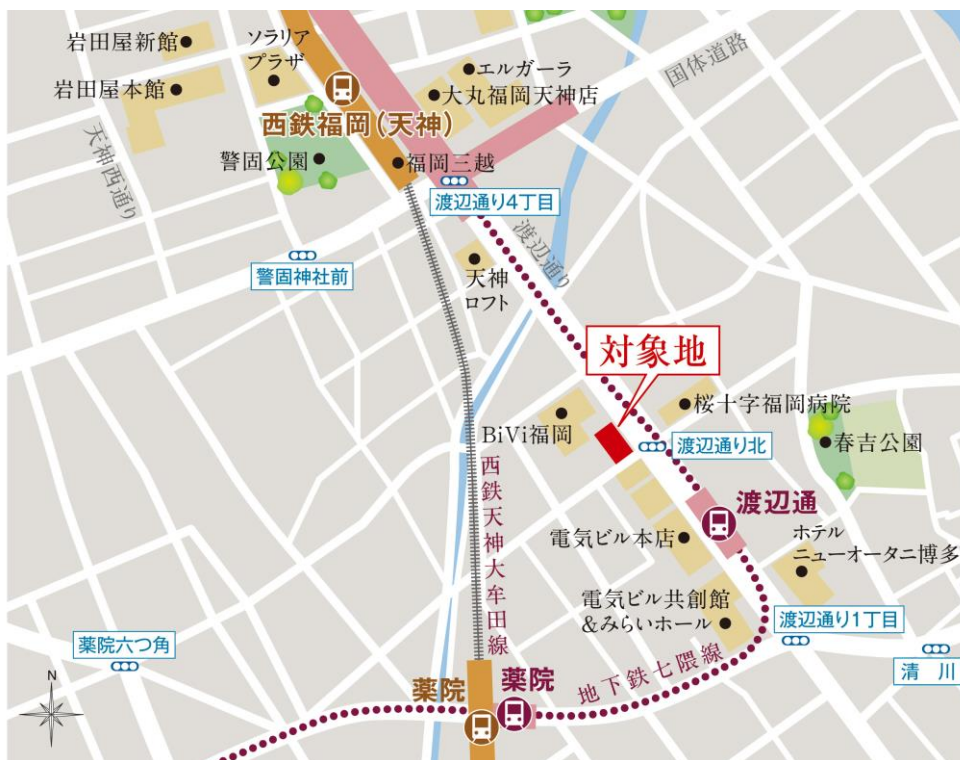 岩田屋新館
ソラリア
プラザ
エルガーラ
国体道路
岩田屋本館
大丸福岡天神店
西鉄福岡(天神)
天神西通り
警固公園
福岡三越
渡辺通り4丁目
渡辺通り
警固神社前
天神
ロフト
対象地
桜十字福岡病院
BiVi福岡
渡辺通り北
春吉公園
西鉄天神大牟田線
渡辺通
電気ビル本店
ホテル
ニューオータニ博多
電気ビル共創館
&みらいホール
渡辺通り1丁目
薬院六つ角
地下鉄七隈線
清川
薬院
薬院
N